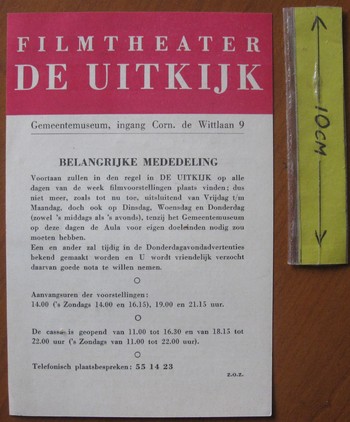 FILMTHEATER
DE UITKIJK
Gemeentemuseum, ingang Corn. de Wittlaan 9
BELANGRIJKE MEDEDELING
Voortaan zullen in den regel in DE UITKIJK op alle
dagen van de week filmvoorstellingen plaats vinden; dus
niet meer, zoals tot nu toe, uitsluitend van Vrijdag t/m
Maandag, doch ook op Dinsdag, Woensdag en Donderdag
(zowel 's middags als 's avonds), tenzij het Gemeentemuseum
op deze dagen de Aula voor eigen doeleinden nodig zou
moeten hebben.
Een en ander zal tijdig in de Donderdagavondadvertenties
bekend gemaakt worden en U wordt vriendelijk verzocht
daarvan goede nota te willen nemen.
Aanvangsuren der voorstellingen:
14.00 ('s Zondags 14.00 en 16.15), 19.00 en 21.15 uur.
De cassa is geopend van 11.00 tot 16.30 en van 18.15 tot
22.00 uur ('s Zondags van 11.00 tot 22.00 uur).
Telefonisch plaatsbespreken: 55 14 23
Z.O.Z.
10CM